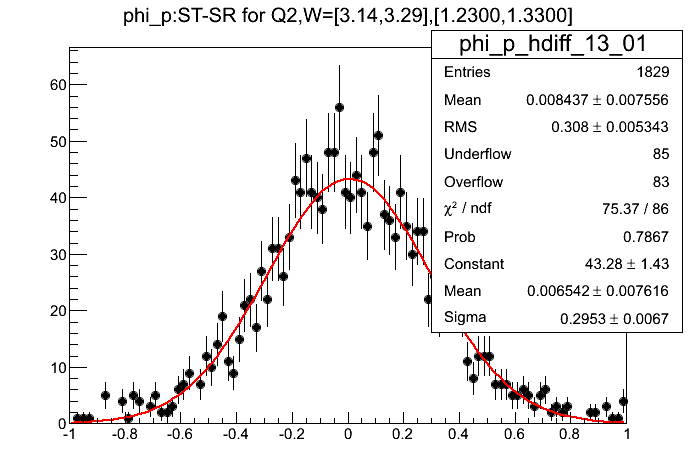 phi_p:ST-SR for Q2,W=[3.14,3.29],[1.2300,1.3300]
phi_p_hdiff_13_01
Entries 1829
Mean 0.008437 ± 0.007556
RMS 0.308 ± 0.005343
Underflow 85
Overflow 83
χ² / ndf 75.37 / 86
Prob 0.7867
Constant 43.28 ± 1.43
Mean 0.006542 ± 0.007616
Sigma 0.2953 ± 0.0067
60
50
40
30
20
10
0
-1 -0.8 -0.6 -0.4 -0.2 0 0.2 0.4 0.6 0.8 1